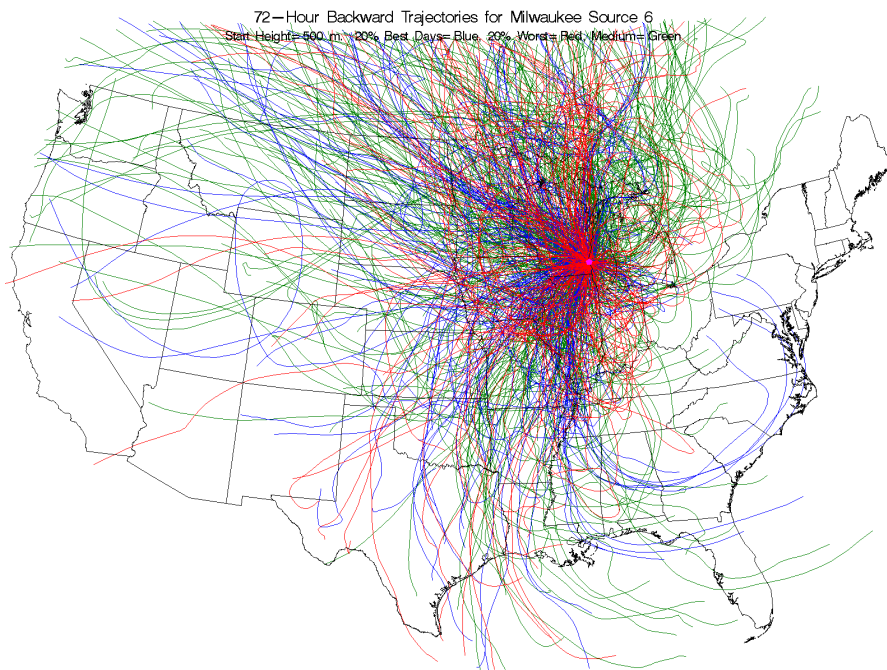 72-Hour Backward Trajectories for Milwaukee Source 6
Start Height= 500 m. 20% Best Days= Blue, 20% Worst= Red, Medium= Green